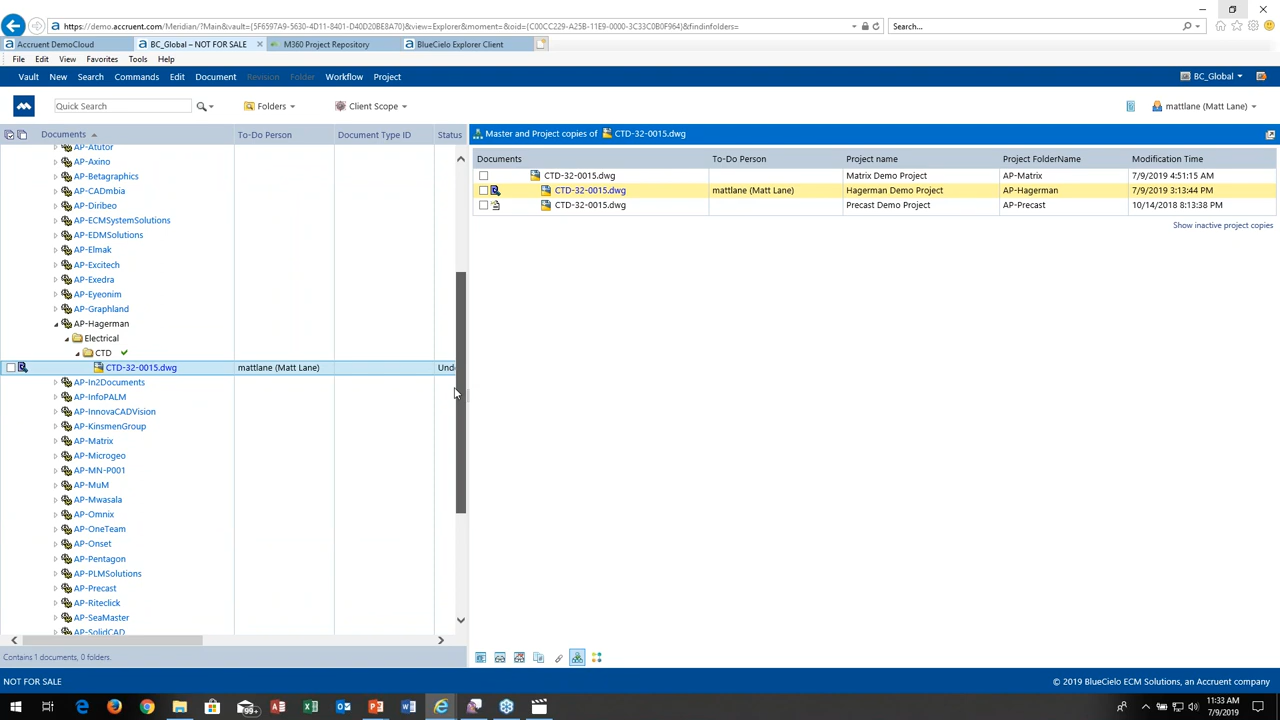 https://demo.accruent.com/Meridian/?Main&vault={5F6597A9-5630-4D11-8401-D40D20BE8A70}&view=Explorer&moment=&oid={C00CC229-A25B-11E9-0000-3C33C0B0F964}&findinfolders=
Search...
Accruent DemoCloud
BC_Global – NOT FOR SALE
M360 Project Repository
BlueCielo Explorer Client
File Edit View Favorites Tools Help
Vault New Search Commands Edit Document Revision Folder Workflow Project
BC_Global
Quick Search
Folders
Client Scope
mattlane (Matt Lane)
Documents To-Do Person Document Type ID Status
AP-Atutor
AP-Axino
AP-Betagraphics
AP-CADmbia
AP-Diribeo
AP-ECMSystemSolutions
AP-EDMSolutions
AP-Elmak
AP-Excitech
AP-Exedra
AP-Eyeonim
AP-Graphland
AP-Hagerman
Electrical
CTD
CTD-32-0015.dwg mattlane (Matt Lane) Und
AP-In2Documents
AP-InfoPALM
AP-InnovaCADVision
AP-KinsmenGroup
AP-Matrix
AP-Microgeo
AP-MN-P001
AP-MuM
AP-Mwasala
AP-Omnix
AP-OneTeam
AP-Onset
AP-Pentagon
AP-PLMSolutions
AP-Precast
AP-Riteclick
AP-SeaMaster
AP-SolidCAD
Contains 1 documents, 0 folders.
Master and Project copies of CTD-32-0015.dwg
Documents To-Do Person Project name Project FolderName Modification Time
CTD-32-0015.dwg Matrix Demo Project AP-Matrix 7/9/2019 4:51:15 AM
CTD-32-0015.dwg mattlane (Matt Lane) Hagerman Demo Project AP-Hagerman 7/9/2019 3:13:44 PM
CTD-32-0015.dwg Precast Demo Project AP-Precast 10/14/2018 8:13:38 PM
Show inactive project copies
NOT FOR SALE
© 2019 BlueCielo ECM Solutions, an Accruent company
99+
11:33 AM
7/9/2019